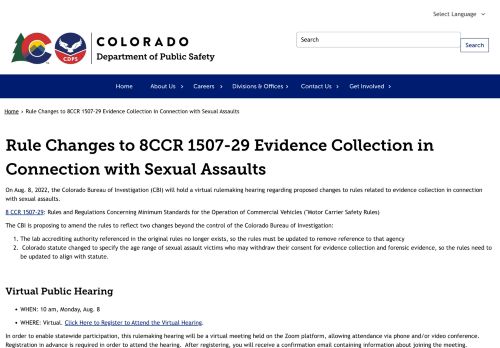 Select Language
COLORADO
Department of Public Safety
CDPS
Search
Search
Home
About Us
Careers
Divisions & Offices
Contact Us
Get Involved
Home › Rule Changes to 8CCR 1507-29 Evidence Collection in Connection with Sexual Assaults
Rule Changes to 8CCR 1507-29 Evidence Collection in
Connection with Sexual Assaults
On Aug. 8, 2022, the Colorado Bureau of Investigation (CBI) will hold a virtual rulemaking hearing regarding proposed changes to rules related to evidence collection in connection
with sexual assaults.
8 CCR 1507-29: Rules and Regulations Concerning Minimum Standards for the Operation of Commercial Vehicles ("Motor Carrier Safety Rules)
The CBI is proposing to amend the rules to reflect two changes beyond the control of the Colorado Bureau of Investigation:
1. The lab accrediting authority referenced in the original rules no longer exists, so the rules must be updated to remove reference to that agency
2. Colorado statute changed to specify the age range of sexual assault victims who may withdraw their consent for evidence collection and forensic evidence, so the rules need to
be updated to align with statute.
Virtual Public Hearing
• WHEN: 10 am, Monday, Aug. 8
• WHERE: Virtual. Click Here to Register to Attend the Virtual Hearing.
In order to enable statewide participation, this rulemaking hearing will be a virtual meeting held on the Zoom platform, allowing attendance via phone and/or video conference.
Registration in advance is required in order to attend the hearing. After registering, you will receive a confirmation email containing information about joining the meeting.